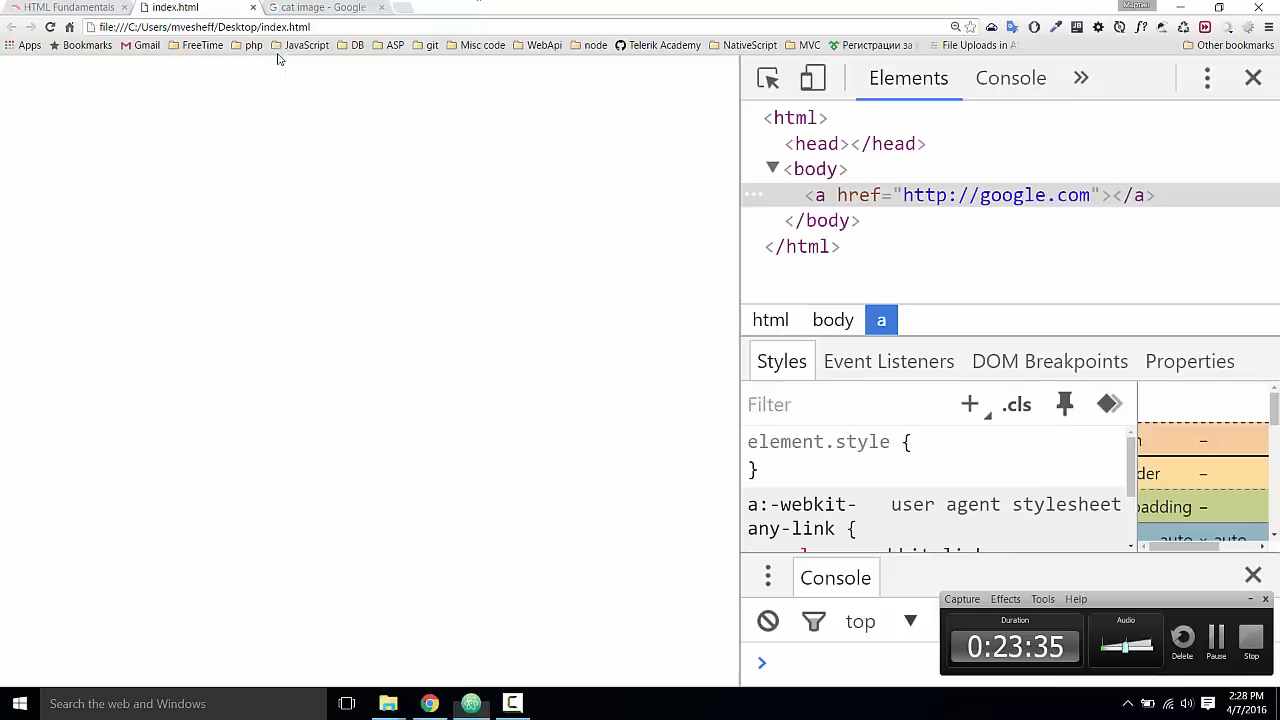 Мартин
HTML Fundamentals
index.html
cat image - Google
file:///C:/Users/mvesheff/Desktop/index.html
Apps Bookmarks Gmail FreeTime php JavaScript DB ASP git Misc code WebApi node Telerik Academy NativeScript MVC Регистрации за File Uploads in A Other bookmarks
Elements Console »
<html>
<head></head>
<body>
<a href="http://google.com"></a>
</body>
</html>
html body a
Styles Event Listeners DOM Breakpoints Properties
Filter + .cls
element.style {
}
a:-webkit-any-link { user agent stylesheet
der –
padding –
auto × auto
Console
top
Capture Effects Tools Help
Duration Audio
0:23:35
Delete Pause Stop
Search the web and Windows
2:28 PM
4/7/2016